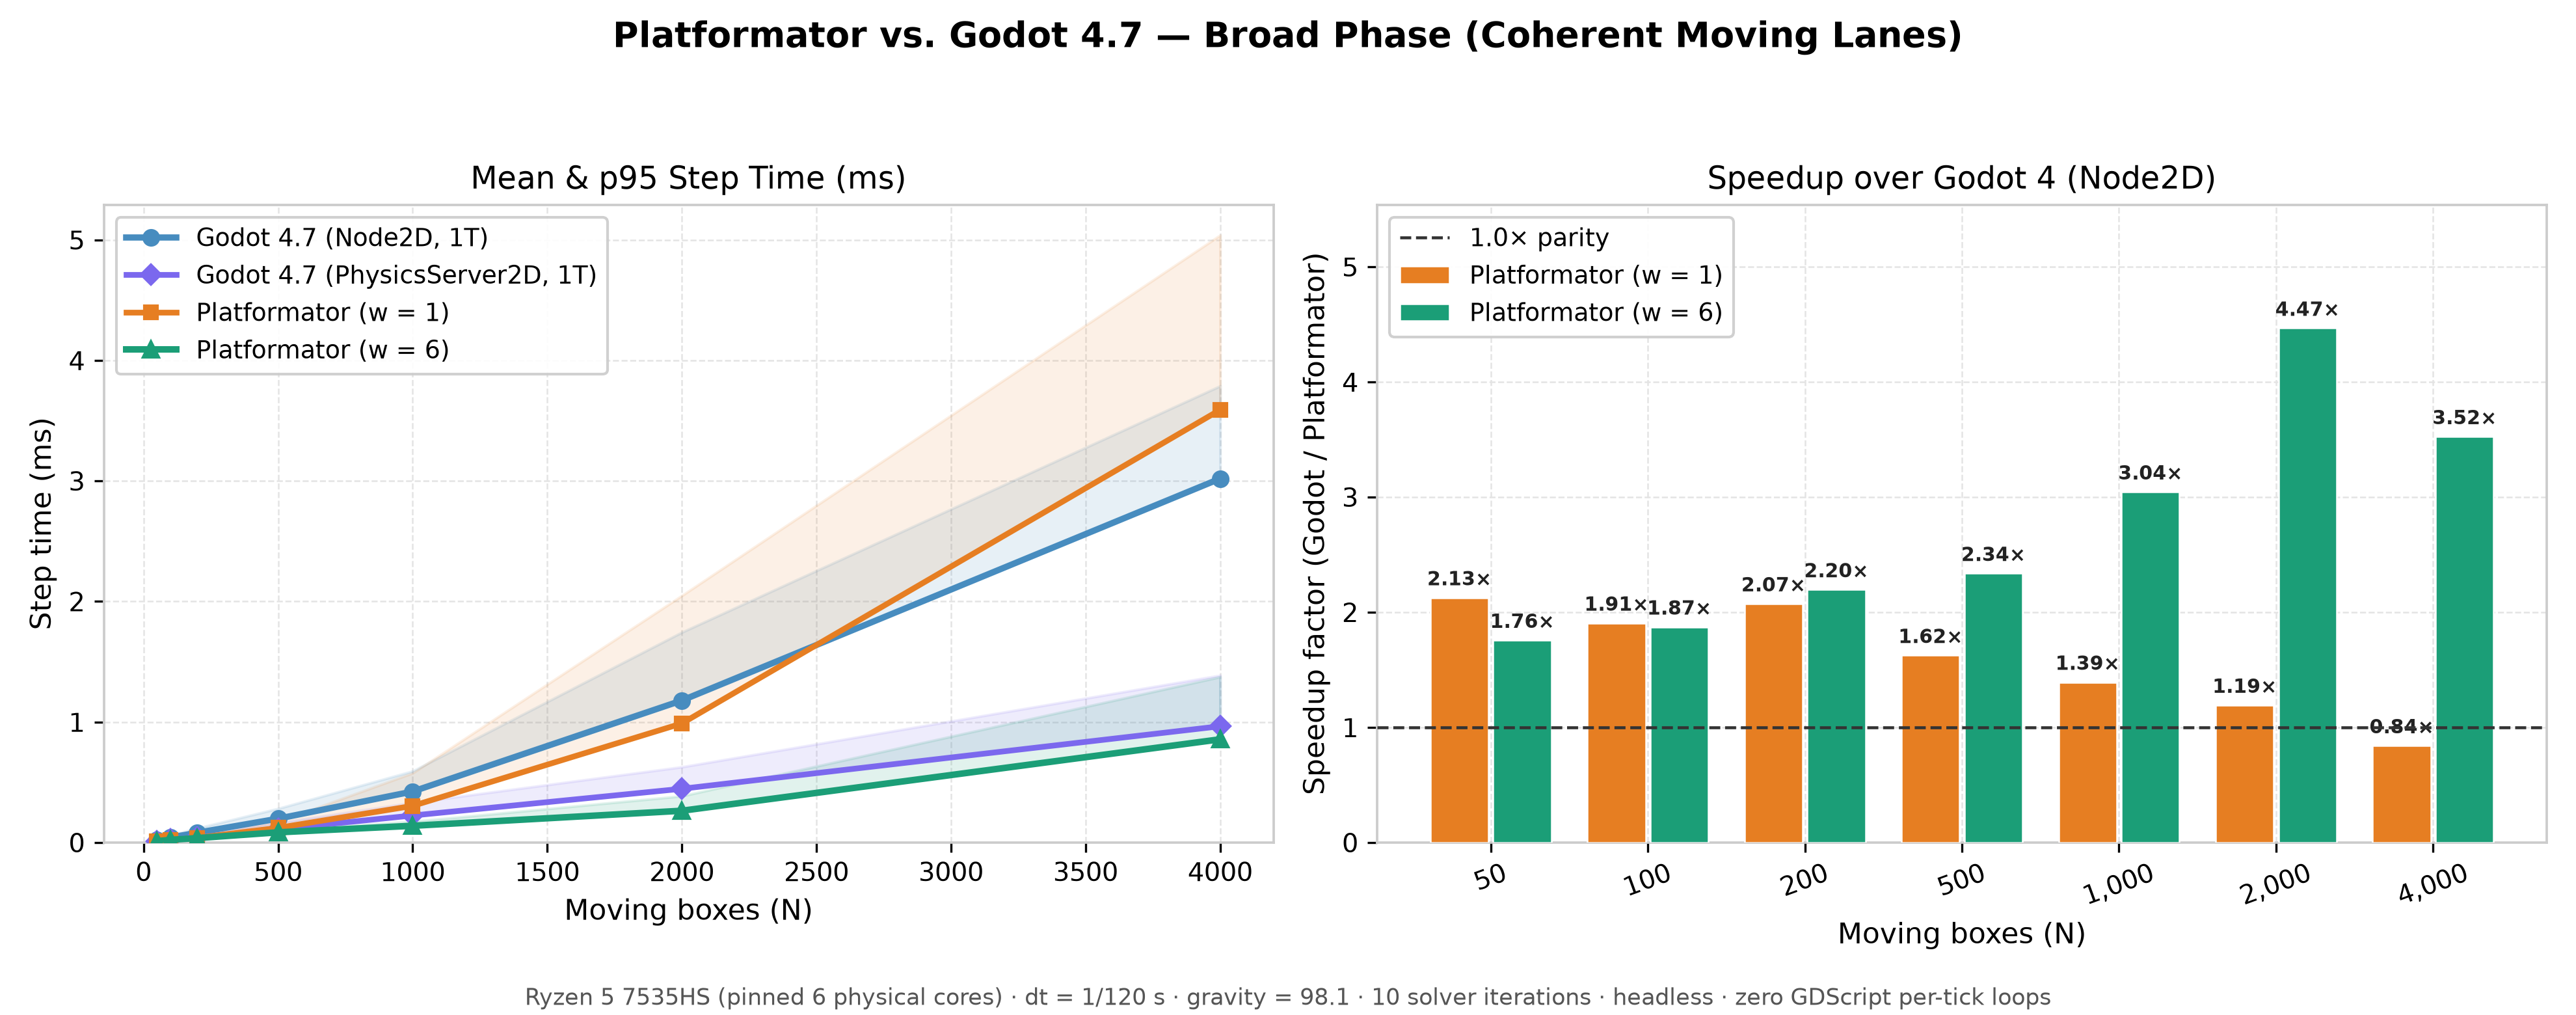 Platformator vs. Godot 4.7 — Broad Phase (Coherent Moving Lanes)
Mean & p95 Step Time (ms)
Step time (ms)
5
4
3
2
1
0
Godot 4.7 (Node2D, 1T)
Godot 4.7 (PhysicsServer2D, 1T)
Platformator (w = 1)
Platformator (w = 6)
0 500 1000 1500 2000 2500 3000 3500 4000
Moving boxes (N)
Speedup over Godot 4 (Node2D)
Speedup factor (Godot / Platformator)
5
4
3
2
1
0
1.0× parity
Platformator (w = 1)
Platformator (w = 6)
2.13×
1.76×
1.91×
1.87×
2.07×
2.20×
1.62×
2.34×
1.39×
3.04×
1.19×
4.47×
0.84×
3.52×
50 100 200 500 1,000 2,000 4,000
Moving boxes (N)
Ryzen 5 7535HS (pinned 6 physical cores) · dt = 1/120 s · gravity = 98.1 · 10 solver iterations · headless · zero GDScript per-tick loops